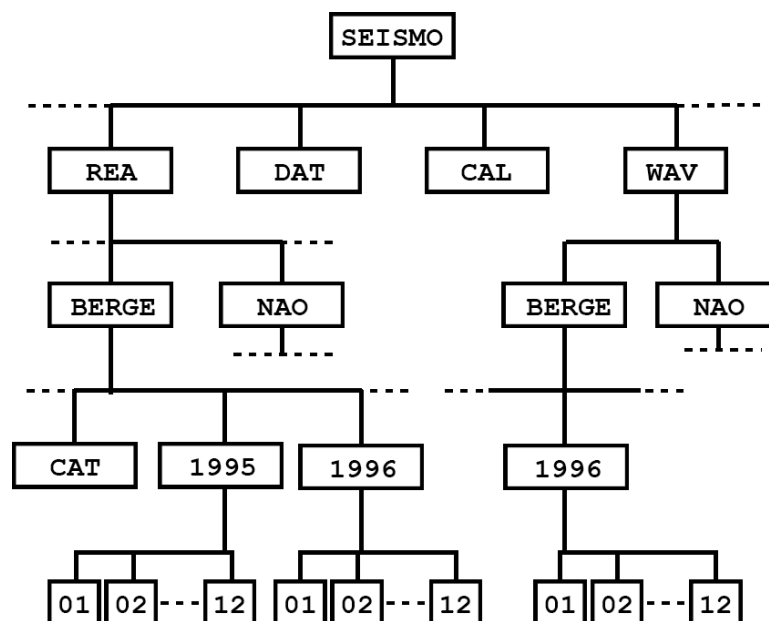 SEISMO
REA DAT CAL WAV
BERGE NAO BERGE NAO
CAT 1995 1996 1996
01 02 12 01 02 12 01 02 12